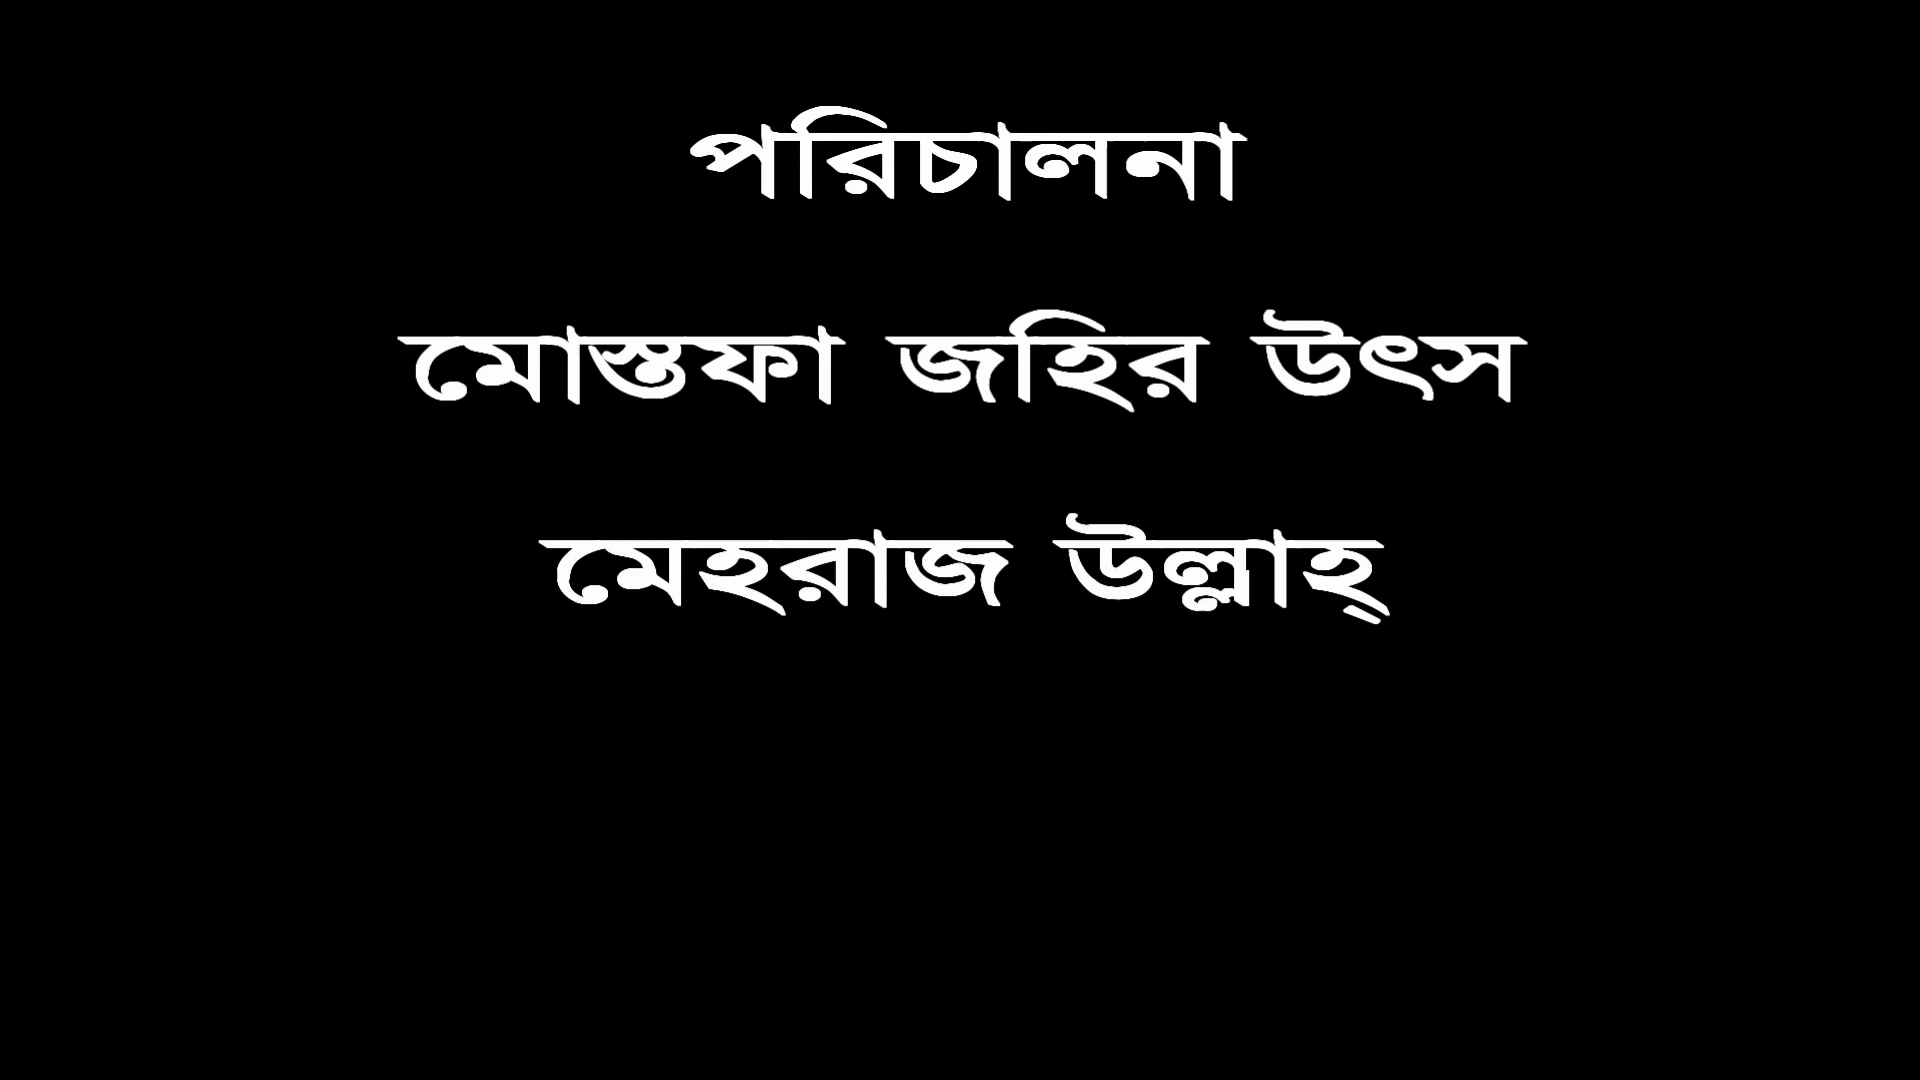 পরিচালনা
মোস্তফা জহির উৎস
মেহরাজ উল্লাহ্